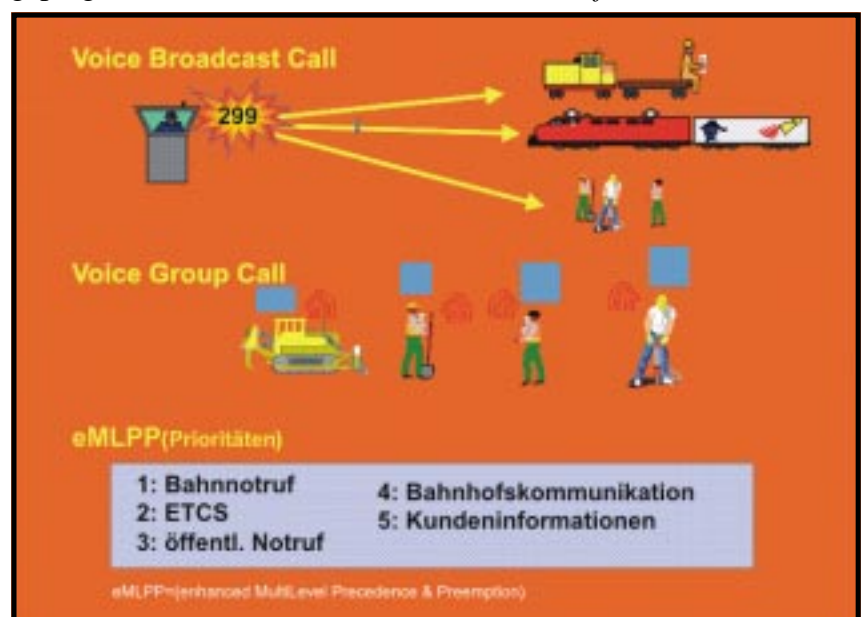 Voice Broadcast Call
299
Voice Group Call
eMLPP(Prioritäten)
1: Bahnnotruf
2: ETCS
3: öffentl. Notruf
4: Bahnhofskommunikation
5: Kundeninformationen
eMLPP=(enhanced MultiLevel Precedence & Preemption)